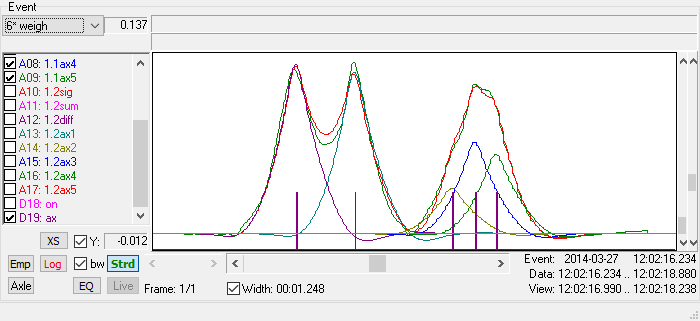 Event
6* weigh 0.137
A08: 1.1ax4
A09: 1.1ax5
A10: 1.2sig
A11: 1.2sum
A12: 1.2diff
A13: 1.2ax1
A14: 1.2ax2
A15: 1.2ax3
A16: 1.2ax4
A17: 1.2ax5
D18: on
D19: ax
XS Y: -0.012
Emp Log bw Strd
Axle EQ Live Frame: 1/1 Width: 00:01.248
Event: 2014-03-27 12:02:16.234
Data: 12:02:16.234 .. 12:02:18.880
View: 12:02:16.990 .. 12:02:18.238